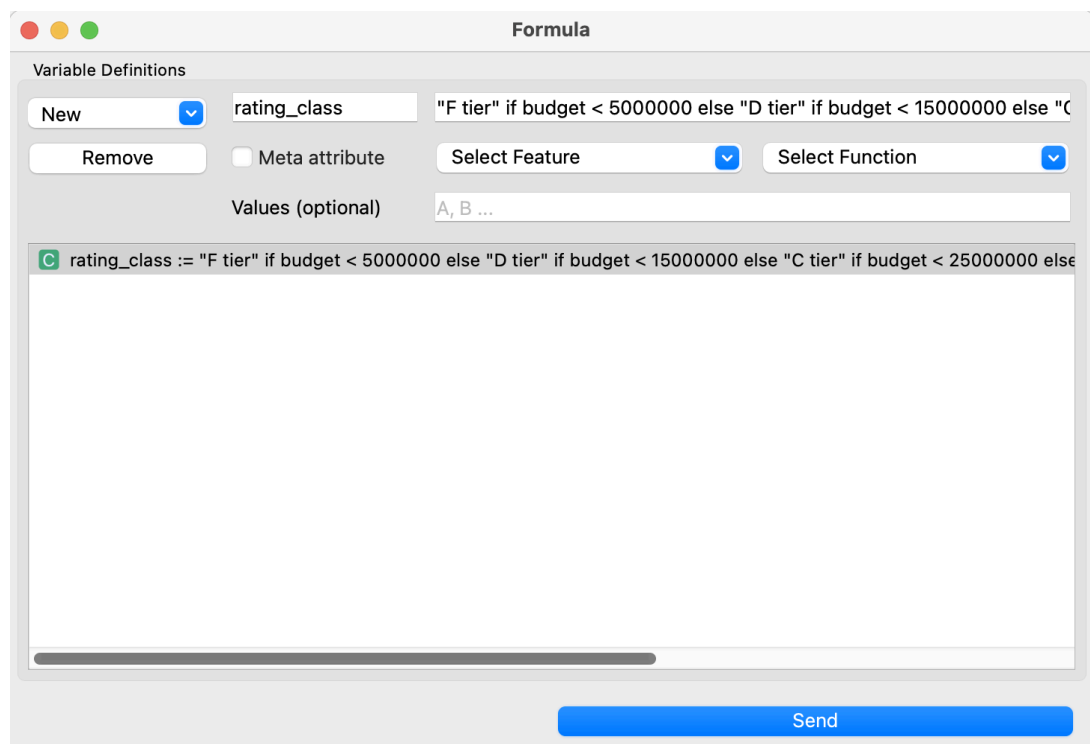 Formula
Variable Definitions
New rating_class "F tier" if budget < 5000000 else "D tier" if budget < 15000000 else "C
Remove Meta attribute Select Feature Select Function
Values (optional) A, B ...
C rating_class := "F tier" if budget < 5000000 else "D tier" if budget < 15000000 else "C tier" if budget < 25000000 else
Send